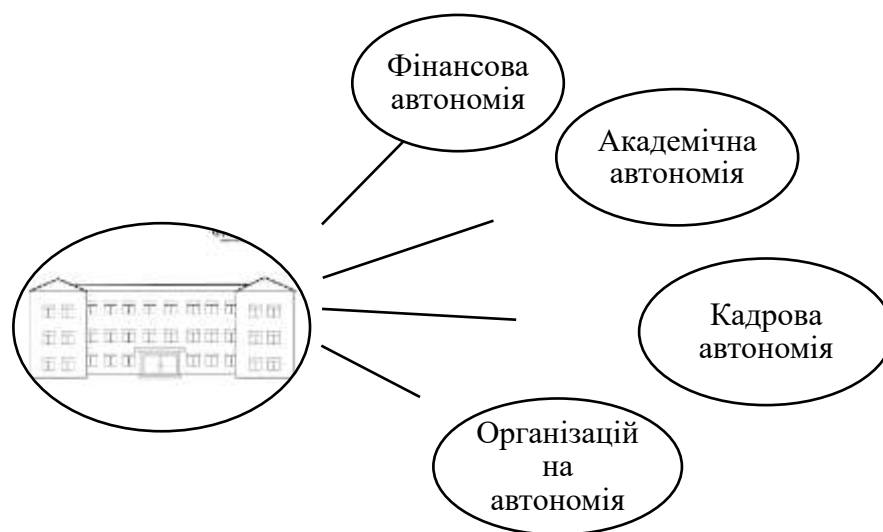 Фінансова
автономія
Академічна
автономія
Кадрова
автономія
Організацій
на
автономія